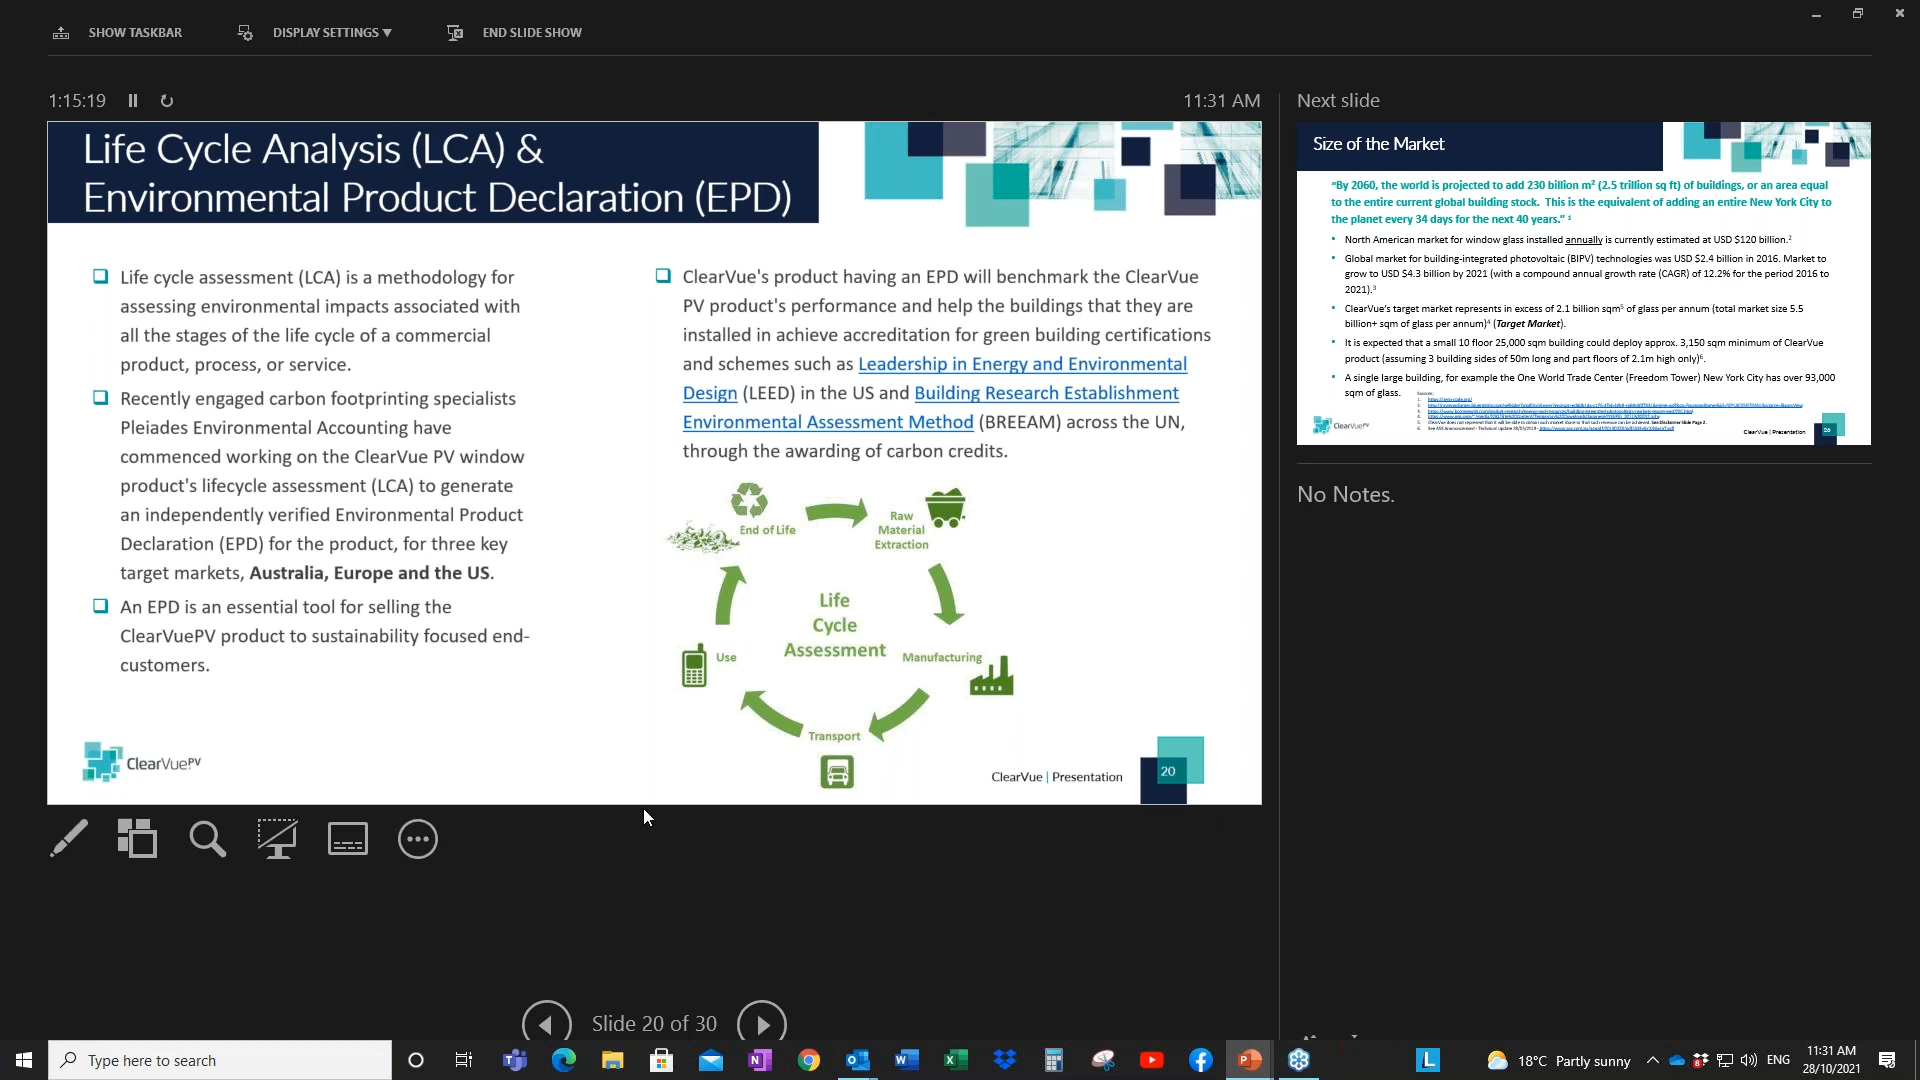 SHOW TASKBAR
DISPLAY SETTINGS ▼
END SLIDE SHOW
1:15:19
11:31 AM
Life Cycle Analysis (LCA) &
Environmental Product Declaration (EPD)
Life cycle assessment (LCA) is a methodology for
assessing environmental impacts associated with
all the stages of the life cycle of a commercial
product, process, or service.
Recently engaged carbon footprinting specialists
Pleiades Environmental Accounting have
commenced working on the ClearVue PV window
product's lifecycle assessment (LCA) to generate
an independently verified Environmental Product
Declaration (EPD) for the product, for three key
target markets, Australia, Europe and the US.
An EPD is an essential tool for selling the
ClearVuePV product to sustainability focused end-
customers.
ClearVue's product having an EPD will benchmark the ClearVue
PV product's performance and help the buildings that they are
installed in achieve accreditation for green building certifications
and schemes such as Leadership in Energy and Environmental
Design (LEED) in the US and Building Research Establishment
Environmental Assessment Method (BREEAM) across the UN,
through the awarding of carbon credits.
End of Life
Raw
Material
Extraction
Life
Cycle
Assessment
Manufacturing
Use
Transport
ClearVue PV
ClearVue | Presentation
20
Next slide
Size of the Market
"By 2060, the world is projected to add 230 billion m² (2.5 trillion sq ft) of buildings, or an area equal
to the entire current global building stock. This is the equivalent of adding an entire New York City to
the planet every 34 days for the next 40 years." ¹
• North American market for window glass installed annually is currently estimated at USD $120 billion.²
• Global market for building-integrated photovoltaic (BIPV) technologies was USD $2.4 billion in 2016. Market to
grow to USD $4.3 billion by 2021 (with a compound annual growth rate (CAGR) of 12.2% for the period 2016 to
2021).³
• ClearVue's target market represents in excess of 2.1 billion sqm⁵ of glass per annum (total market size 5.5
billion+ sqm of glass per annum)⁴ (Target Market).
• It is expected that a small 10 floor 25,000 sqm building could deploy approx. 3,150 sqm minimum of ClearVue
product (assuming 3 building sides of 50m long and part floors of 2.1m high only)⁶.
• A single large building, for example the One World Trade Center (Freedom Tower) New York City has over 93,000
sqm of glass.
Sources:
ClearVue PV
ClearVue | Presentation
26
No Notes.
Slide 20 of 30
Type here to search
18°C Partly sunny
ENG
11:31 AM
28/10/2021